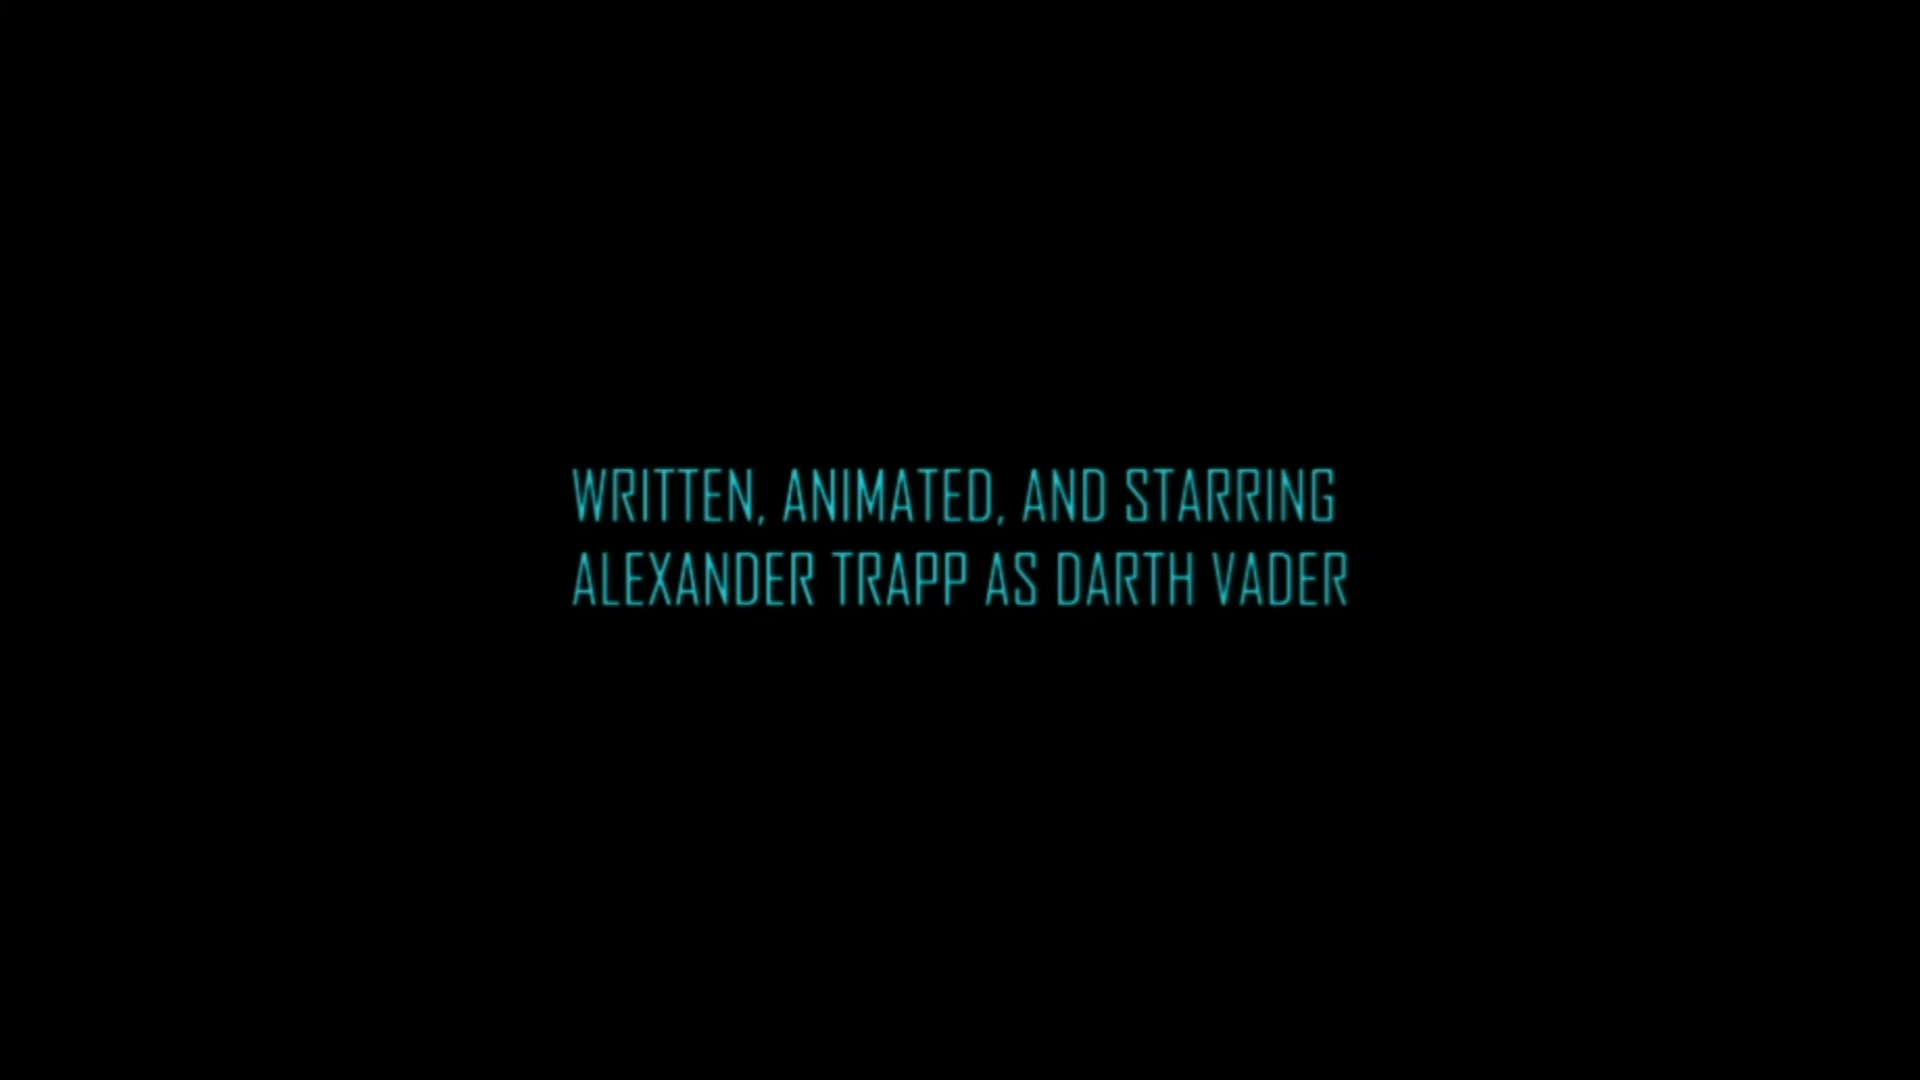 WRITTEN, ANIMATED, AND STARRING
ALEXANDER TRAPP AS DARTH VADER